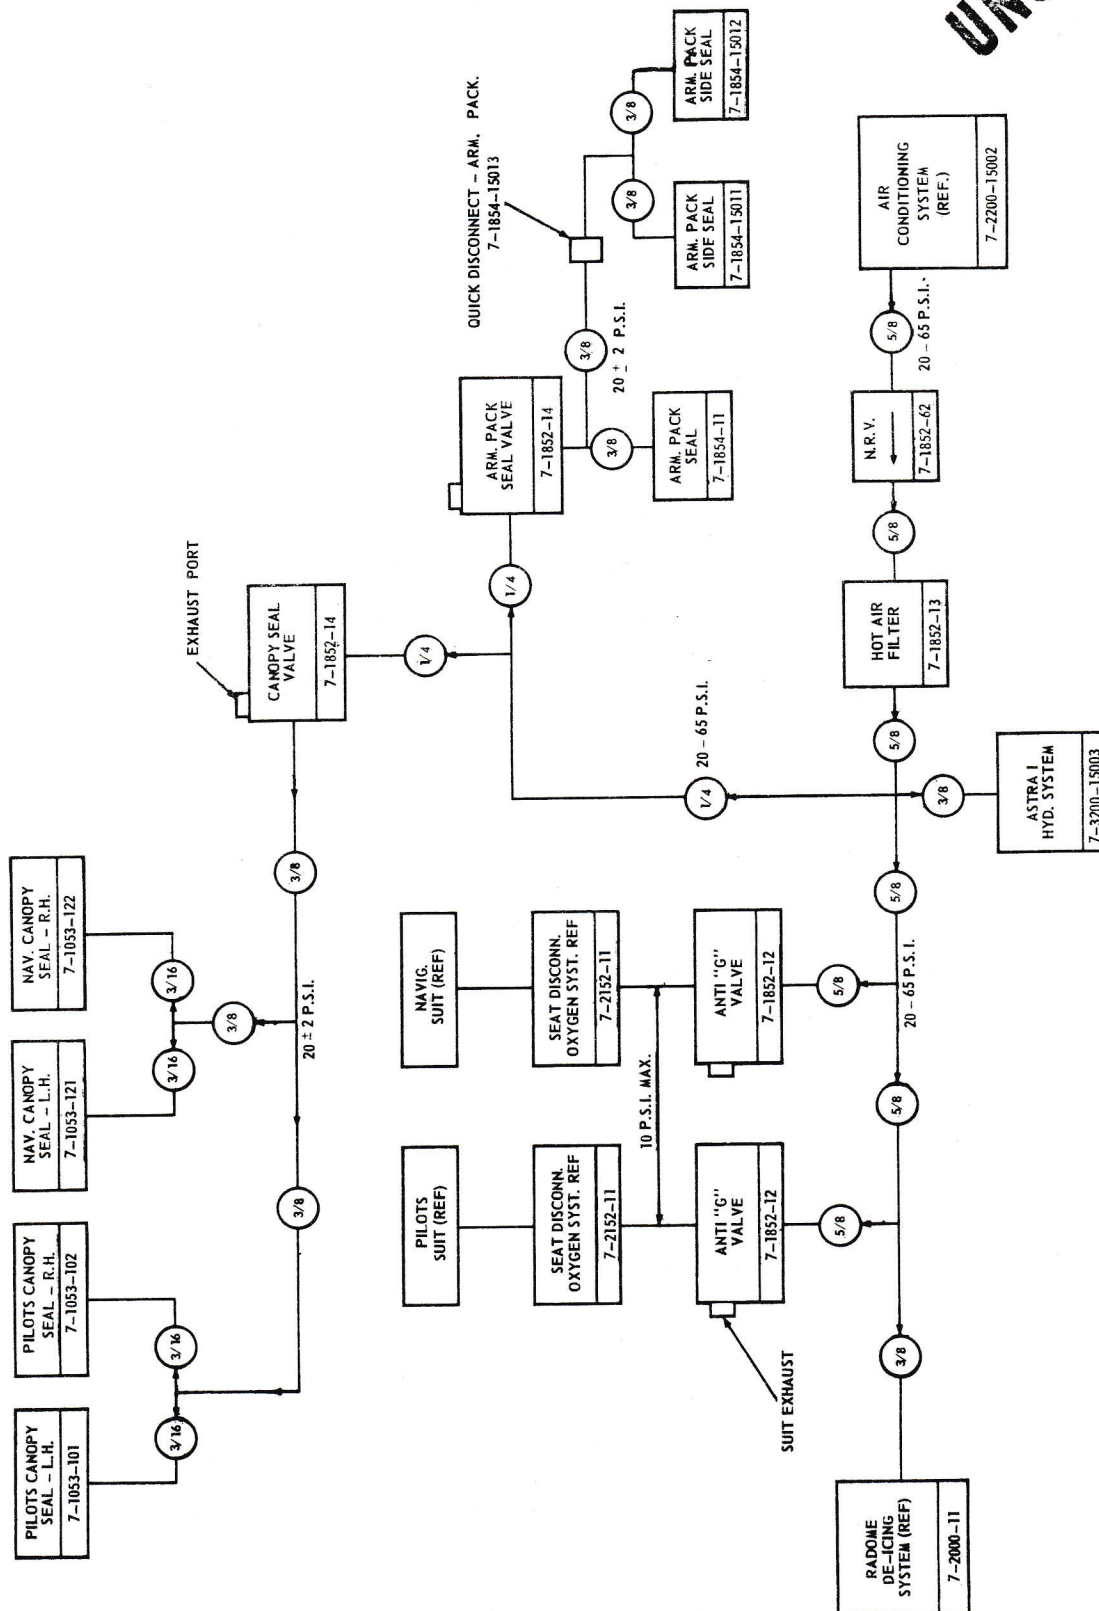 PILOTS CANOPY
SEAL – L.H.
7–1053–101
PILOTS CANOPY
SEAL – R.H.
7–1053–102
NAV. CANOPY
SEAL – L.H.
7–1053–121
NAV. CANOPY
SEAL – R.H.
7–1053–122
3/16
3/16
3/16
3/16
3/8
3/8
3/8
20 ± 2 P.S.I.
EXHAUST PORT
CANOPY SEAL
VALVE
7–1852–14
1/4
1/4
ARM. PACK
SEAL VALVE
7–1852–14
3/8
ARM. PACK
SEAL
7–1854–11
3/8
20 ± 2 P.S.I.
QUICK DISCONNECT – ARM. PACK.
7–1854–15013
3/8
3/8
ARM. PACK
SIDE SEAL
7–1854–15011
ARM. PACK
SIDE SEAL
7–1854–15012
PILOTS
SUIT (REF)
NAVIG.
SUIT (REF)
SEAT DISCONN.
OXYGEN SYST. REF
7–2152–11
SEAT DISCONN.
OXYGEN SYST. REF
7–2152–11
10 P.S.I. MAX.
ANTI "G"
VALVE
7–1852–12
ANTI "G"
VALVE
7–1852–12
SUIT EXHAUST
5/8
5/8
1/4
20 – 65 P.S.I.
RADOME
DE-ICING
SYSTEM (REF)
7–2000–11
3/8
5/8
20 – 65 P.S.I.
5/8
3/8
ASTRA I
HYD. SYSTEM
7–3200–15003
5/8
HOT AIR
FILTER
7–1852–13
5/8
N.R.V.
7–1852–62
5/8
20 – 65 P.S.I.
AIR
CONDITIONING
SYSTEM
(REF.)
7–2200–15002